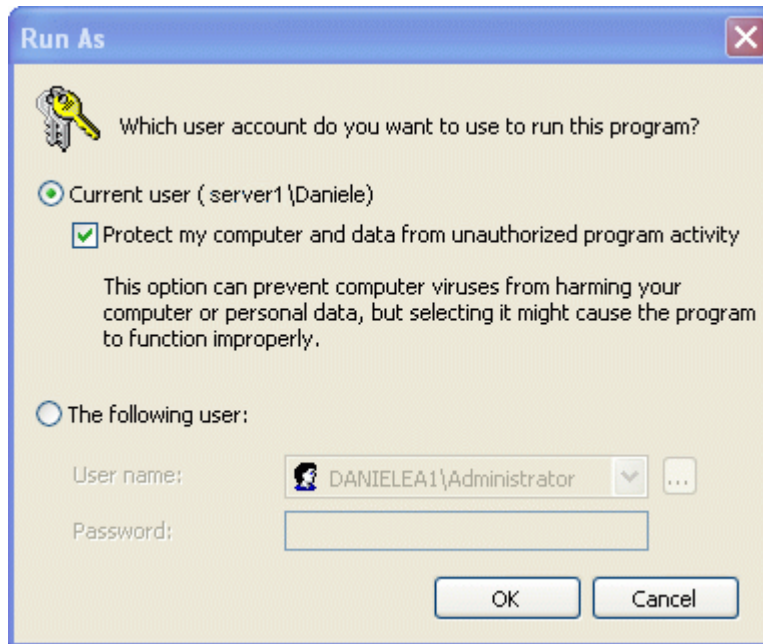 Run As
Which user account do you want to use to run this program?
Current user ( server1\Daniele)
Protect my computer and data from unauthorized program activity
This option can prevent computer viruses from harming your
computer or personal data, but selecting it might cause the program
to function improperly.
The following user:
User name:
DANIELEA1\Administrator
...
Password:
OK
Cancel